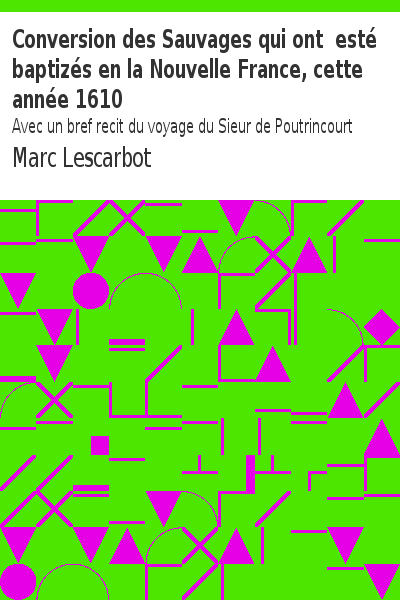 Conversion des Sauvages qui ont  esté
baptizés en la Nouvelle France, cette
année 1610
Avec un bref recit du voyage du Sieur de Poutrincourt
Marc Lescarbot